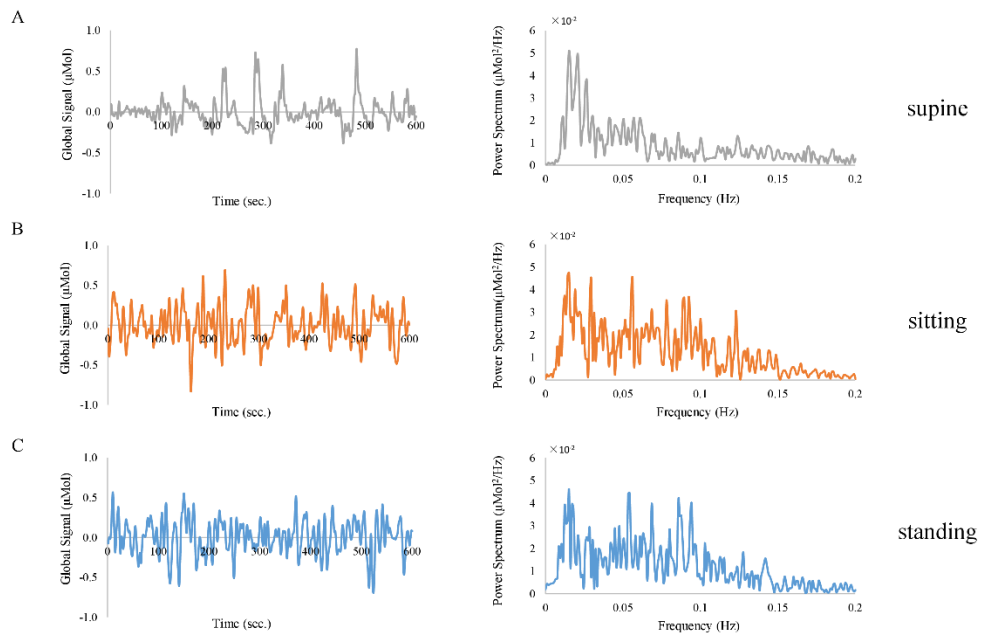 A
Global Signal (μMol)
1.0
0.5
0.0
-0.5
-1.0
0 100 200 300 400 500 600
Time (sec.)
Power Spectrum (μMol²/Hz)
×10⁻²
6
5
4
3
2
1
0
0 0.05 0.1 0.15 0.2
Frequency (Hz)
supine
B
Global Signal (μMol)
1.0
0.5
0.0
-0.5
-1.0
0 100 200 300 400 500 600
Time (sec.)
Power Spectrum(μMol²/Hz)
×10⁻²
6
5
4
3
2
1
0
0 0.05 0.1 0.15 0.2
Frequency (Hz)
sitting
C
Global Signal (μMol)
1.0
0.5
0.0
-0.5
-1.0
0 100 200 300 400 500 600
Time (sec.)
Power Spectrum (μMol²/Hz)
×10⁻²
6
5
4
3
2
1
0
0 0.05 0.1 0.15 0.2
Frequency (Hz)
standing